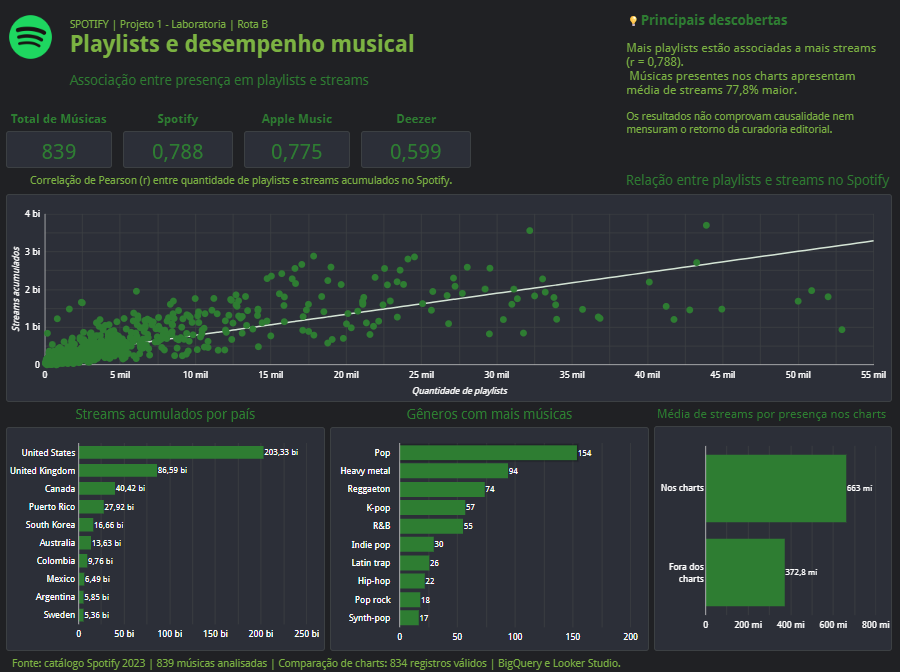 SPOTIFY | Projeto 1 - Laboratoria | Rota B
Playlists e desempenho musical
Associação entre presença em playlists e streams
Principais descobertas
Mais playlists estão associadas a mais streams
(r = 0,788).
Músicas presentes nos charts apresentam
média de streams 77,8% maior.
Os resultados não comprovam causalidade nem
mensuram o retorno da curadoria editorial.
Total de Músicas
839
Spotify
0,788
Apple Music
0,775
Deezer
0,599
Correlação de Pearson (r) entre quantidade de playlists e streams acumulados no Spotify.
Relação entre playlists e streams no Spotify
Streams acumulados
4 bi
3 bi
2 bi
1 bi
0
0
5 mil
10 mil
15 mil
20 mil
25 mil
30 mil
35 mil
40 mil
45 mil
50 mil
55 mil
Quantidade de playlists
Streams acumulados por país
United States 203,33 bi
United Kingdom 86,59 bi
Canada 40,42 bi
Puerto Rico 27,92 bi
South Korea 16,66 bi
Australia 13,63 bi
Colombia 9,76 bi
Mexico 6,49 bi
Argentina 5,85 bi
Sweden 5,36 bi
0 50 bi 100 bi 150 bi 200 bi 250 bi
Gêneros com mais músicas
Pop 154
Heavy metal 94
Reggaeton 74
K-pop 57
R&B 55
Indie pop 30
Latin trap 26
Hip-hop 22
Pop rock 18
Synth-pop 17
0 50 100 150 200
Média de streams por presença nos charts
Nos charts 663 mi
Fora dos
charts 372,8 mi
0 200 mi 400 mi 600 mi 800 mi
Fonte: catálogo Spotify 2023 | 839 músicas analisadas | Comparação de charts: 834 registros válidos | BigQuery e Looker Studio.